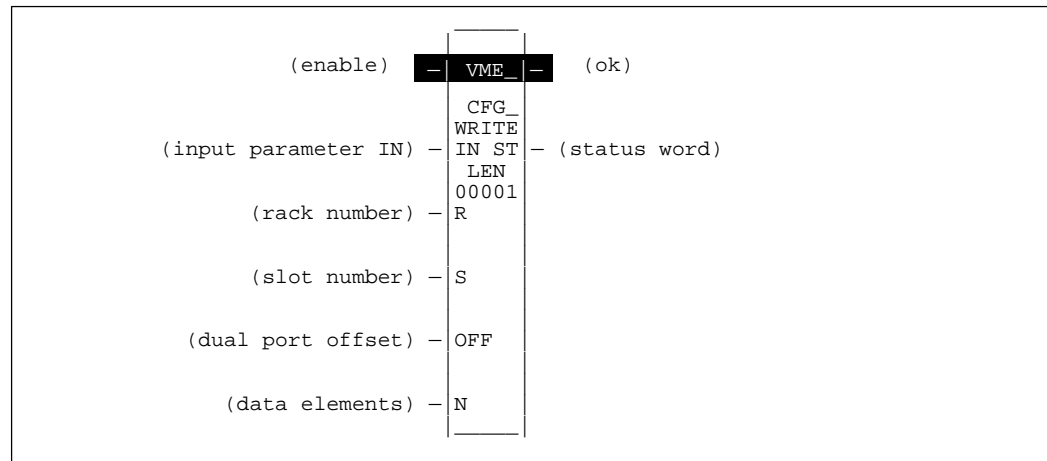 (enable) VME_ (ok)
CFG_
WRITE
(input parameter IN) IN ST (status word)
LEN
00001
(rack number) R
(slot number) S
(dual port offset) OFF
(data elements) N